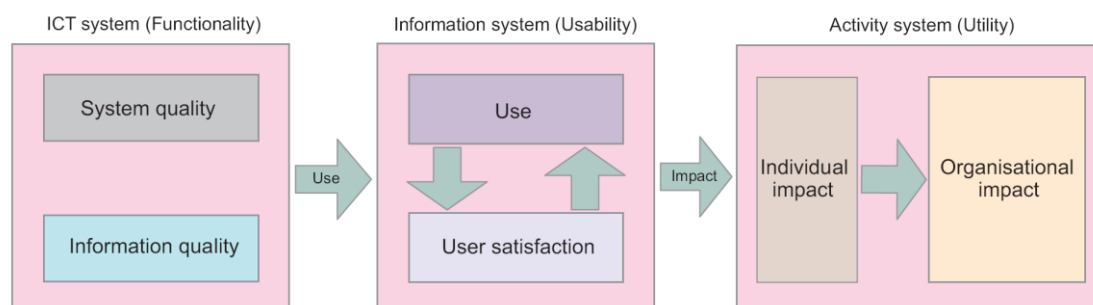 ICT system (Functionality)
Information system (Usability)
Activity system (Utility)
System quality
Information quality
Use
Use
User satisfaction
Impact
Individual
impact
Organisational
impact